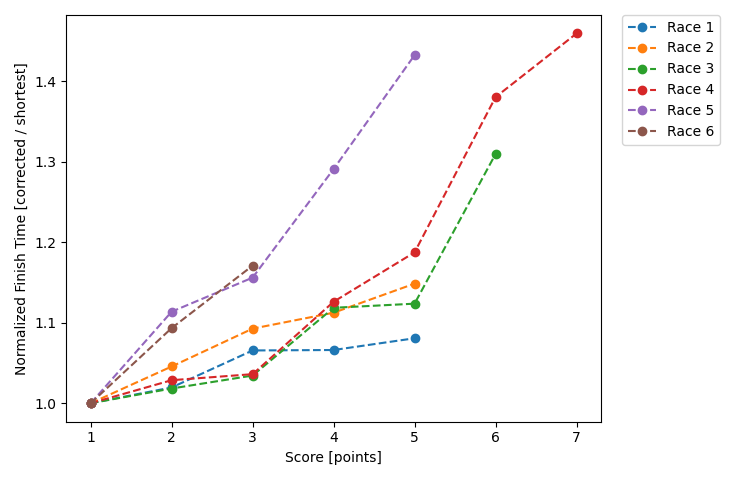 Normalized Finish Time [corrected / shortest]
1.4
1.3
1.2
1.1
1.0
1 2 3 4 5 6 7
Score [points]
Race 1
Race 2
Race 3
Race 4
Race 5
Race 6